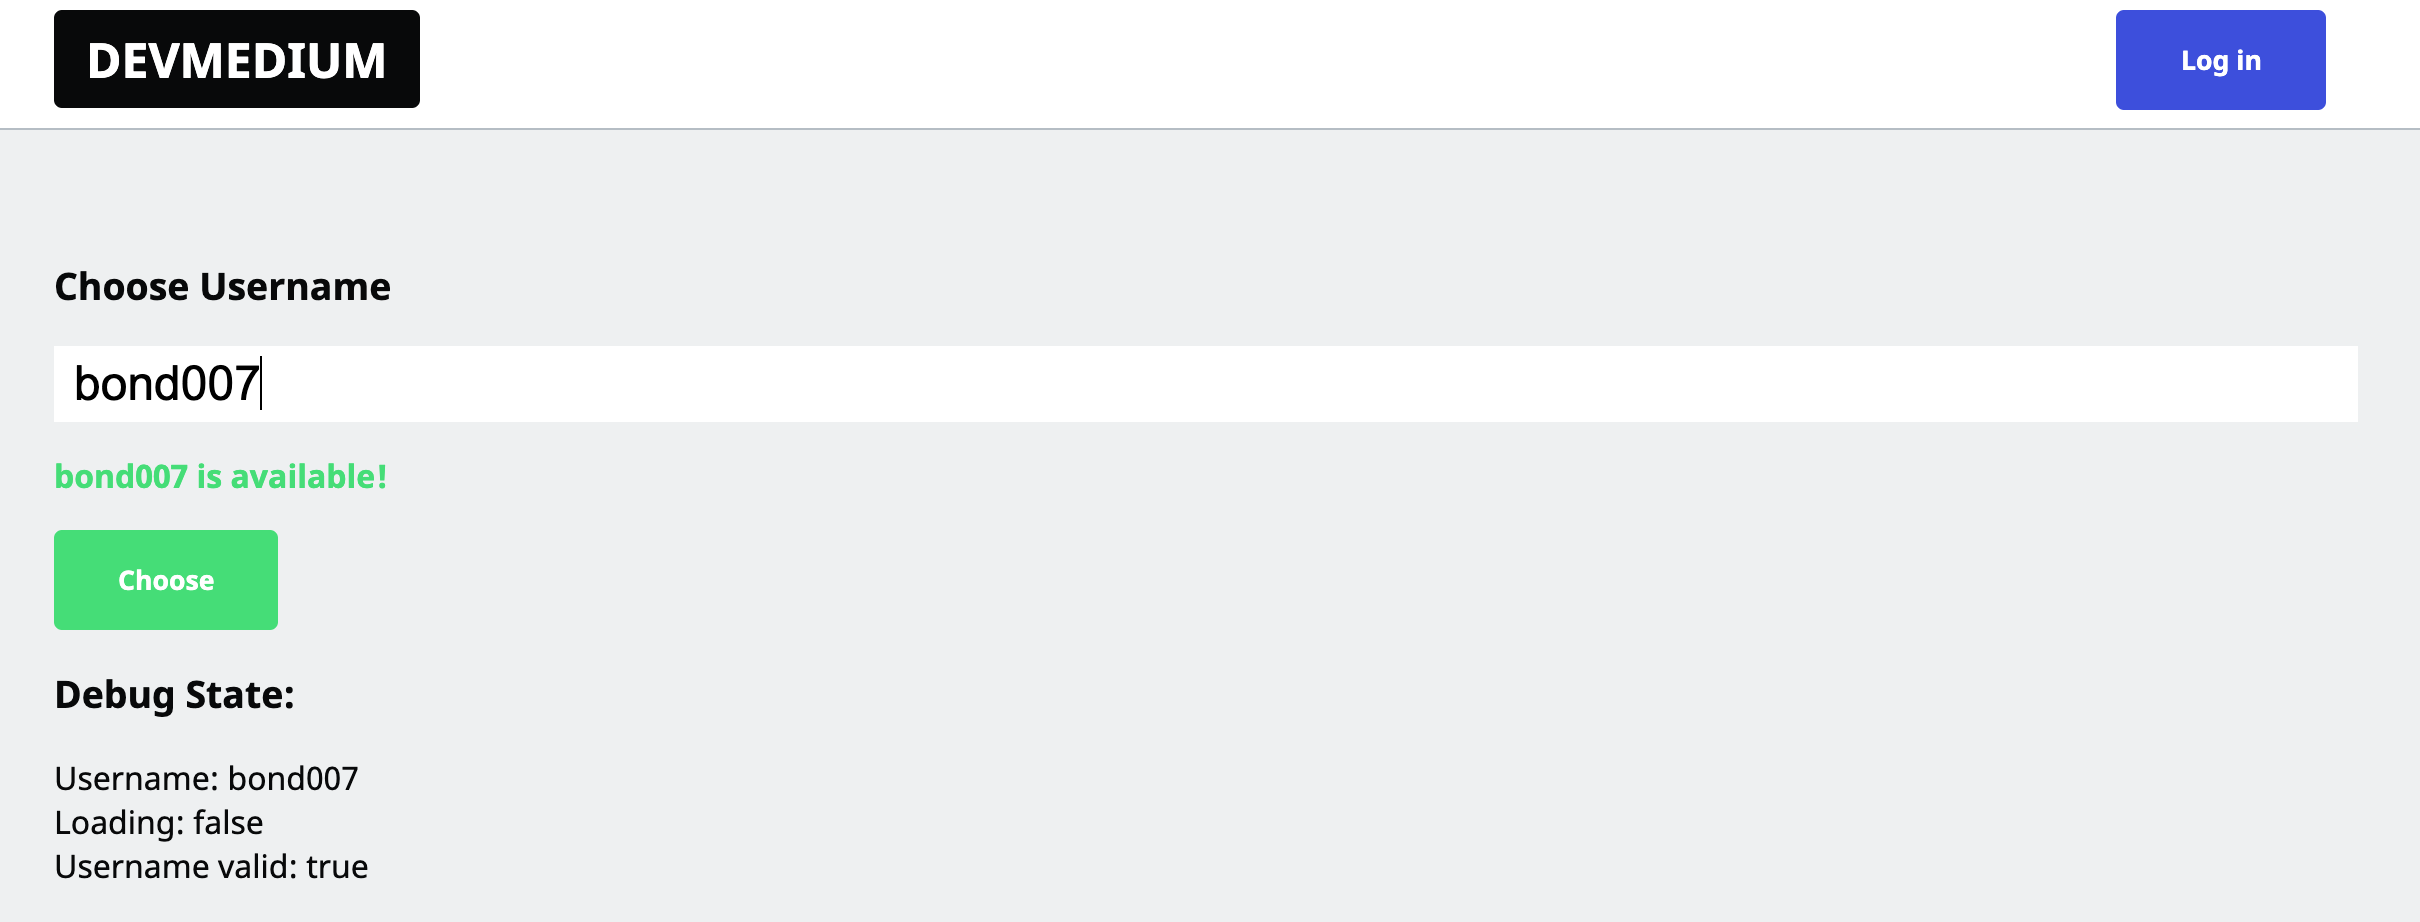 DEVMEDIUM
Log in
Choose Username
bond007
bond007 is available!
Choose
Debug State:
Username: bond007
Loading: false
Username valid: true